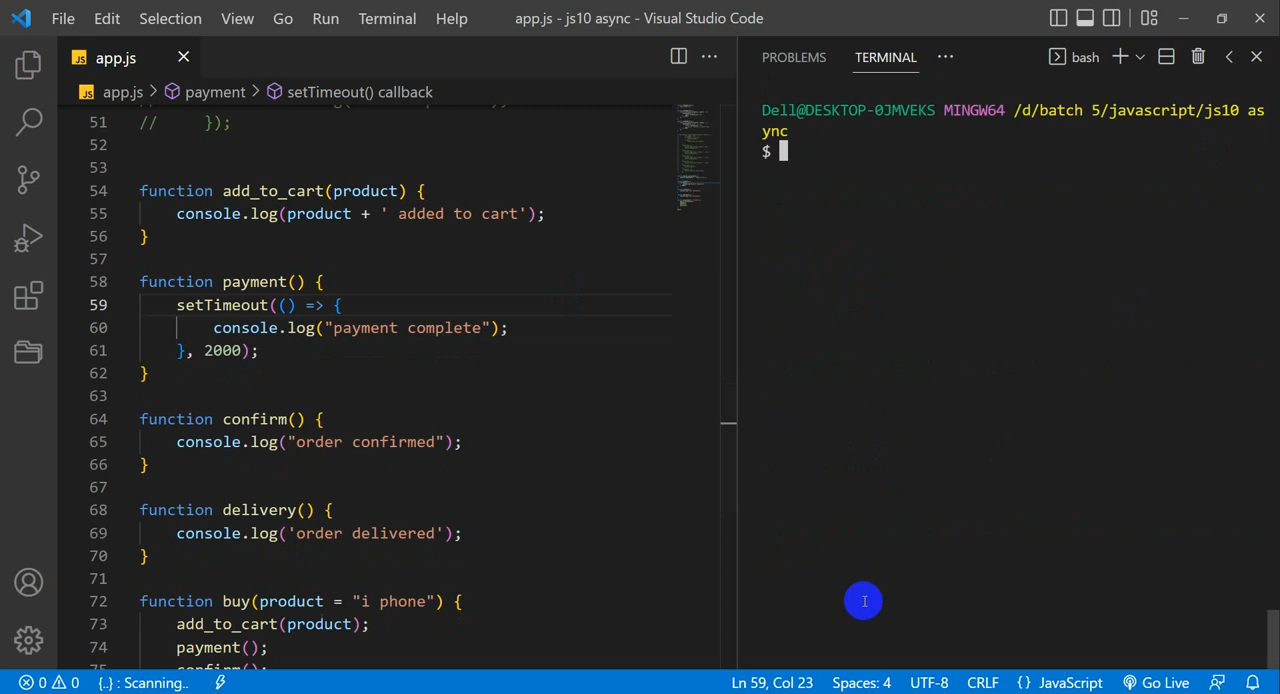 File Edit Selection View Go Run Terminal Help app.js - js10 async - Visual Studio Code
JS app.js
JS app.js > payment > setTimeout() callback
51 // });
52
53
54 function add_to_cart(product) {
55 console.log(product + ' added to cart');
56 }
57
58 function payment() {
59 setTimeout(() => {
60 console.log("payment complete");
61 }, 2000);
62 }
63
64 function confirm() {
65 console.log("order confirmed");
66 }
67
68 function delivery() {
69 console.log('order delivered');
70 }
71
72 function buy(product = "i phone") {
73 add_to_cart(product);
74 payment();
75 confirm();
PROBLEMS TERMINAL ··· bash
Dell@DESKTOP-0JMVEKS MINGW64 /d/batch 5/javascript/js10 as
ync
$
0 0 {..} : Scanning.. Ln 59, Col 23 Spaces: 4 UTF-8 CRLF {} JavaScript Go Live